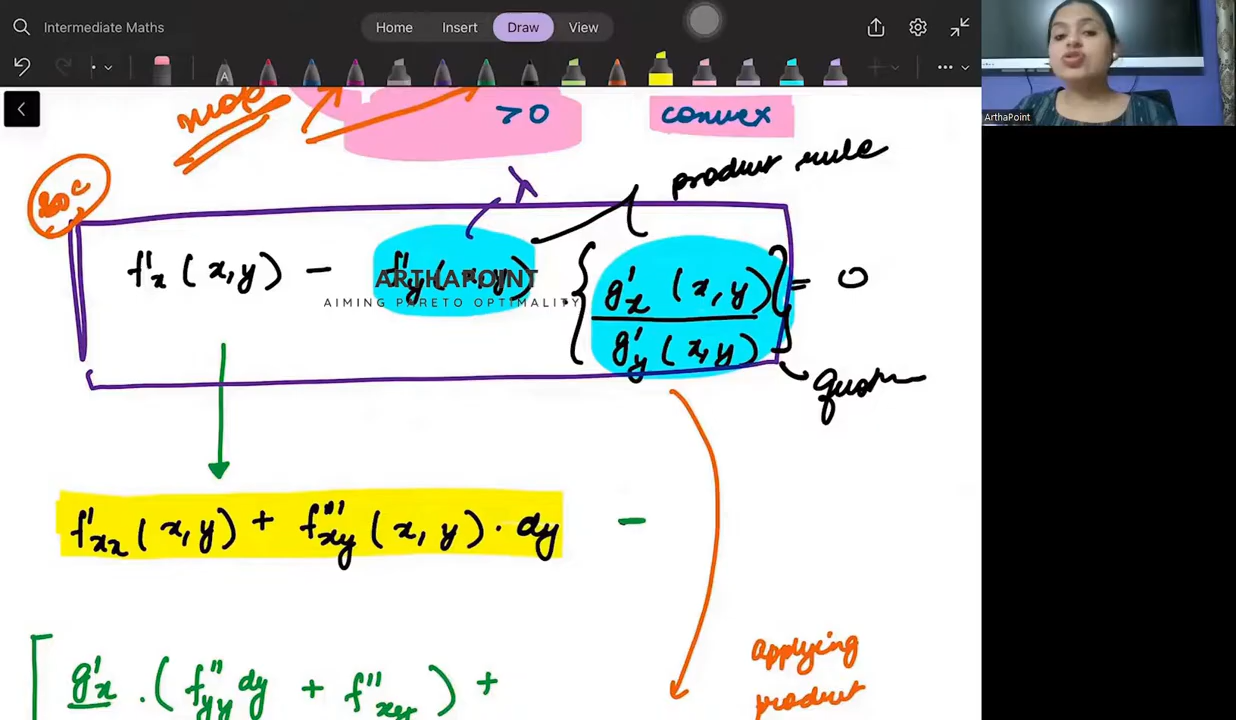 Intermediate Maths
Home Insert Draw View
ArthaPoint
> 0 convex
product rule
SOC
λ
f'x (x,y) − f'y (x,y) { g'x (x,y) / g'y (x,y) } = 0
ARTHAPOINT
AIMING PARETO OPTIMALITY
f'xx (x,y) + f'''xy (x, y) · dy −
applying
product
[ g'x · ( f''yy dy + f''xy ) +